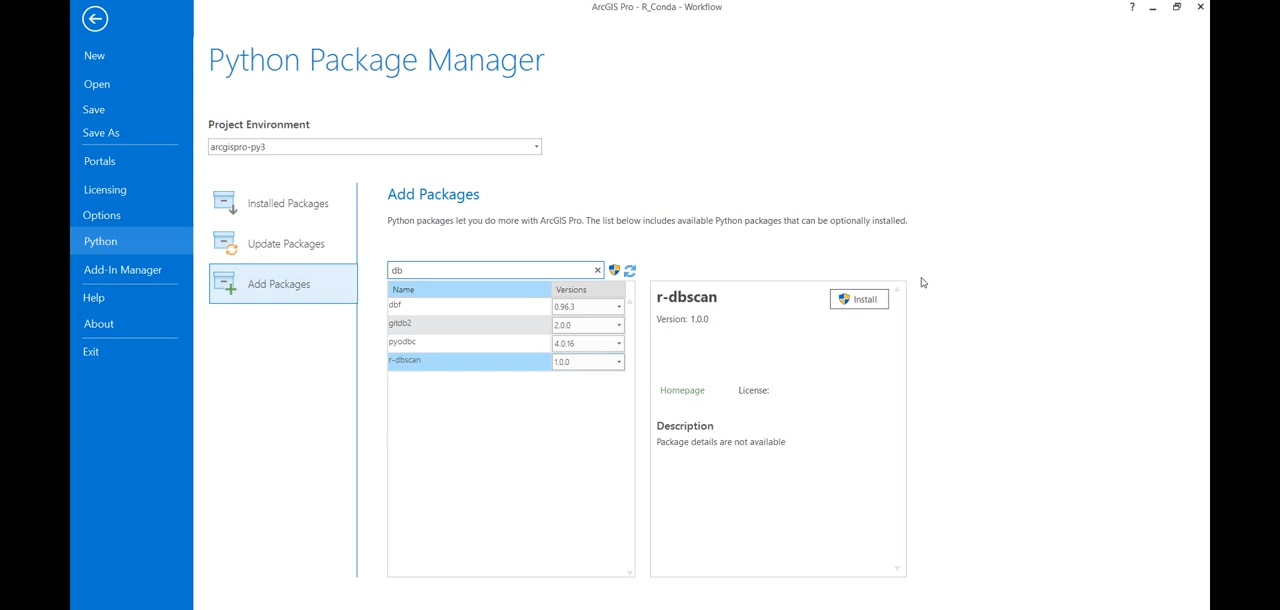 ArcGIS Pro - R_Conda - Workflow
?
New
Open
Save
Save As
Portals
Licensing
Options
Python
Add-In Manager
Help
About
Exit
Python Package Manager
Project Environment
arcgispro-py3
Installed Packages
Update Packages
Add Packages
Add Packages
Python packages let you do more with ArcGIS Pro. The list below includes available Python packages that can be optionally installed.
db
Name Versions
dbf 0.96.3
gitdb2 2.0.0
pyodbc 4.0.16
r-dbscan 1.0.0
r-dbscan
Install
Version: 1.0.0
Homepage License:
Description
Package details are not available